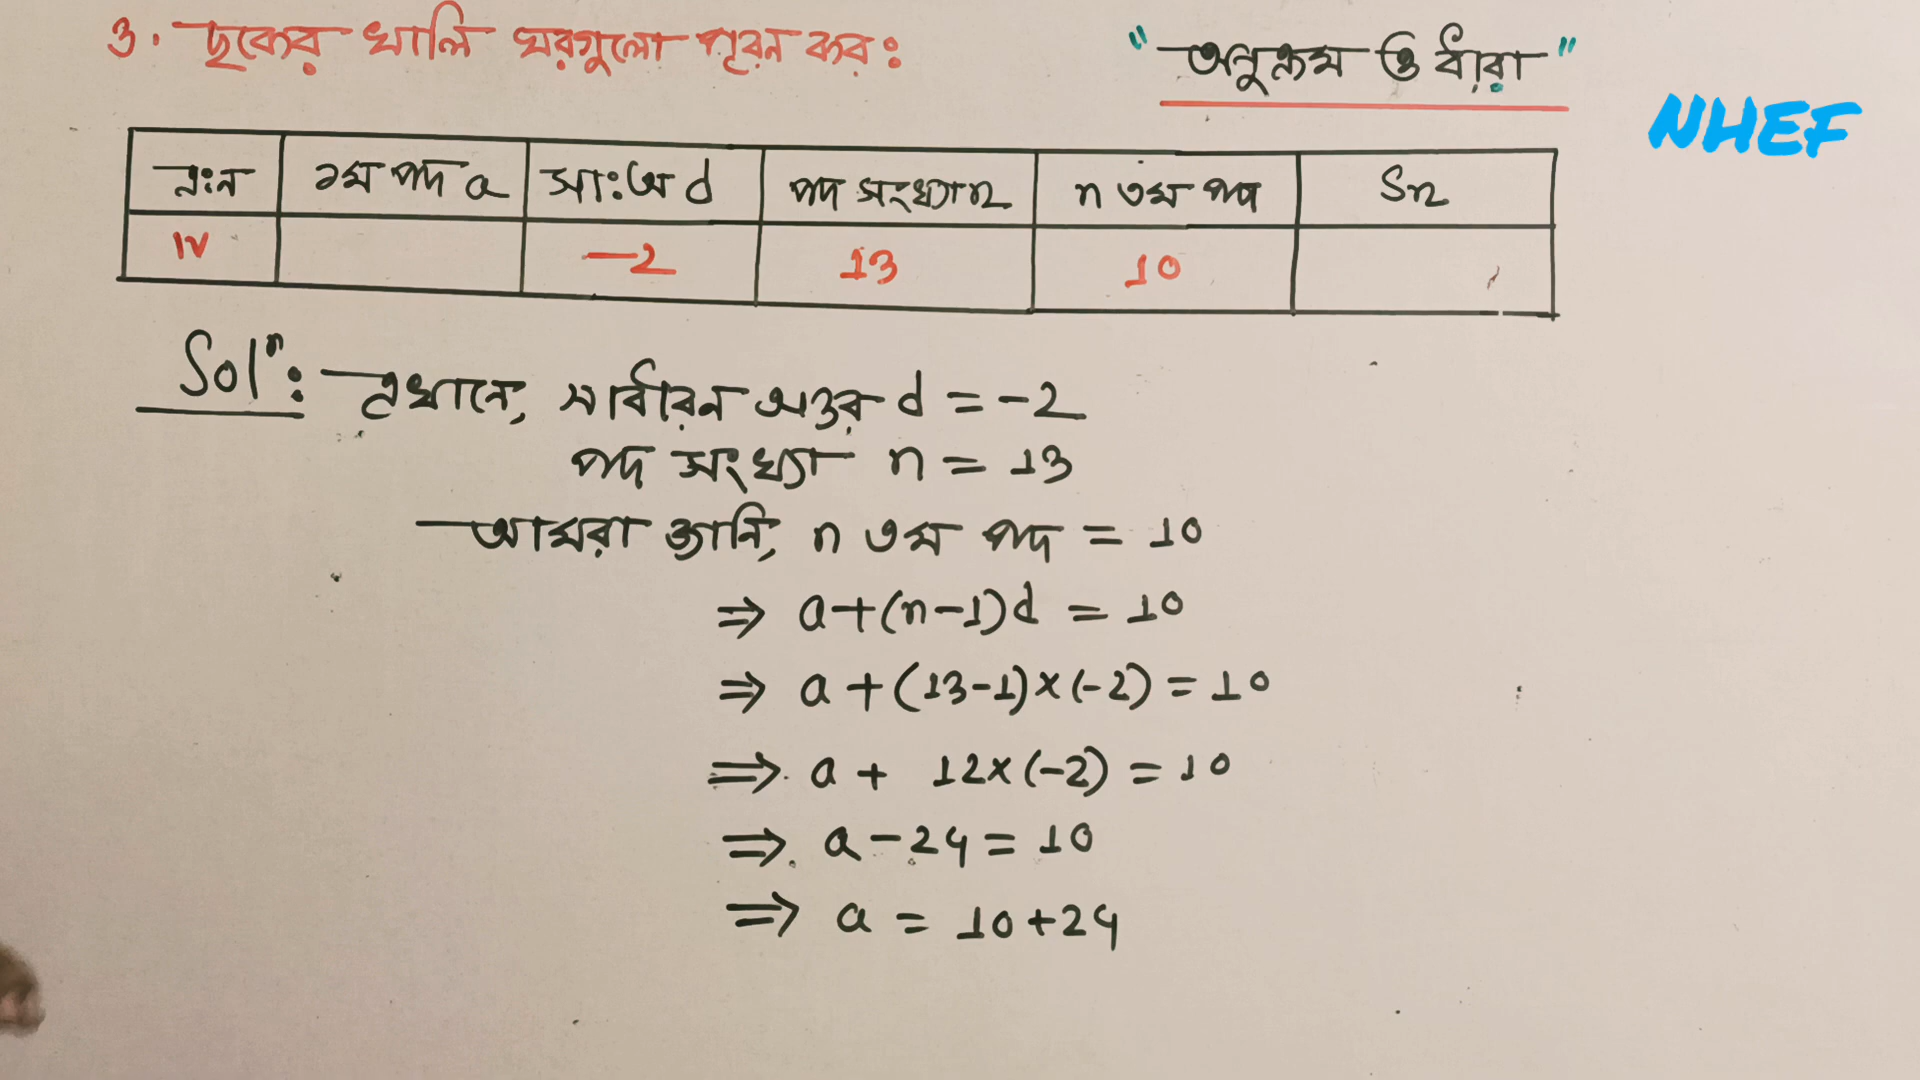 ৩. ছকের খালি ঘরগুলো পূরন কর:
"অনুক্রম ও ধারা"
NHEF
নং | ১ম পদ a | সা:অ d | পদ সংখ্যা n | n তম পদ | Sn
iv | | -2 | 13 | 10 |
Solⁿ: এখানে, সাধারন অন্তর d = -2
পদ সংখ্যা n = 13
আমরা জানি, n তম পদ = 10
⇒ a+(n-1)d = 10
⇒ a+(13-1)×(-2) = 10
⇒ a + 12×(-2) = 10
⇒ a - 24 = 10
⇒ a = 10+24